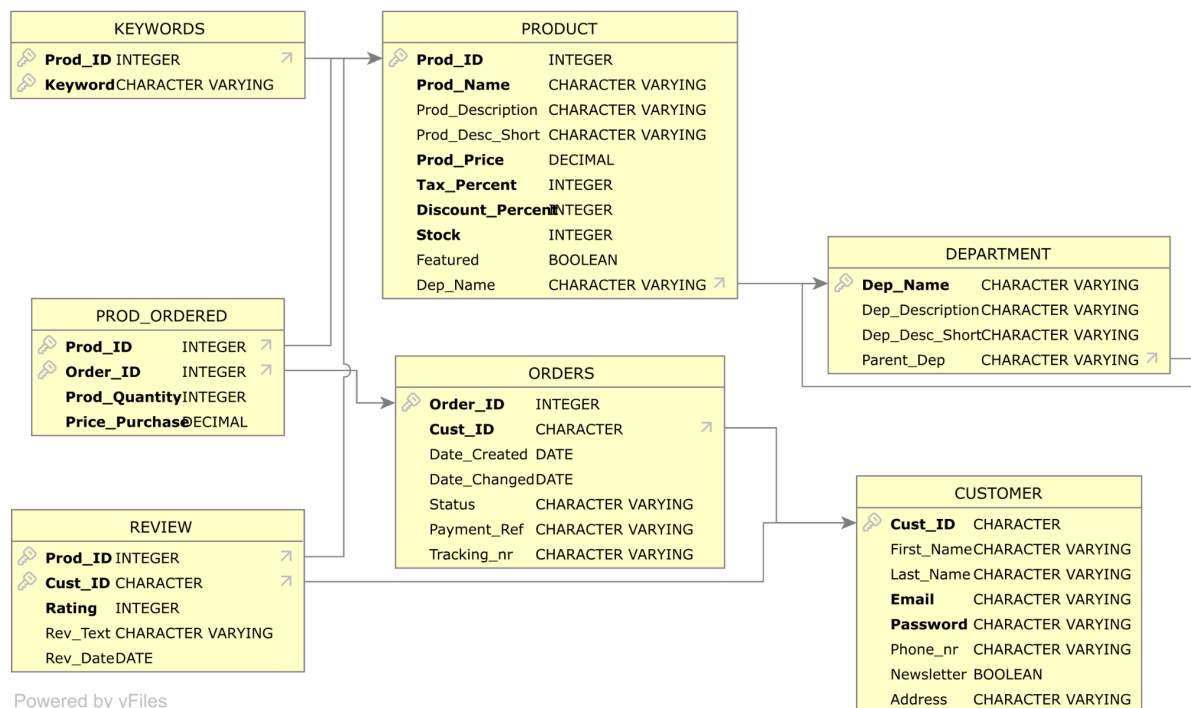 KEYWORDS
Prod_ID INTEGER
Keyword CHARACTER VARYING
PRODUCT
Prod_ID INTEGER
Prod_Name CHARACTER VARYING
Prod_Description CHARACTER VARYING
Prod_Desc_Short CHARACTER VARYING
Prod_Price DECIMAL
Tax_Percent INTEGER
Discount_Percent INTEGER
Stock INTEGER
Featured BOOLEAN
Dep_Name CHARACTER VARYING
DEPARTMENT
Dep_Name CHARACTER VARYING
Dep_Description CHARACTER VARYING
Dep_Desc_Short CHARACTER VARYING
Parent_Dep CHARACTER VARYING
PROD_ORDERED
Prod_ID INTEGER
Order_ID INTEGER
Prod_Quantity INTEGER
Price_Purchase DECIMAL
ORDERS
Order_ID INTEGER
Cust_ID CHARACTER
Date_Created DATE
Date_Changed DATE
Status CHARACTER VARYING
Payment_Ref CHARACTER VARYING
Tracking_nr CHARACTER VARYING
REVIEW
Prod_ID INTEGER
Cust_ID CHARACTER
Rating INTEGER
Rev_Text CHARACTER VARYING
Rev_Date DATE
CUSTOMER
Cust_ID CHARACTER
First_Name CHARACTER VARYING
Last_Name CHARACTER VARYING
Email CHARACTER VARYING
Password CHARACTER VARYING
Phone_nr CHARACTER VARYING
Newsletter BOOLEAN
Address CHARACTER VARYING
Powered by yFiles